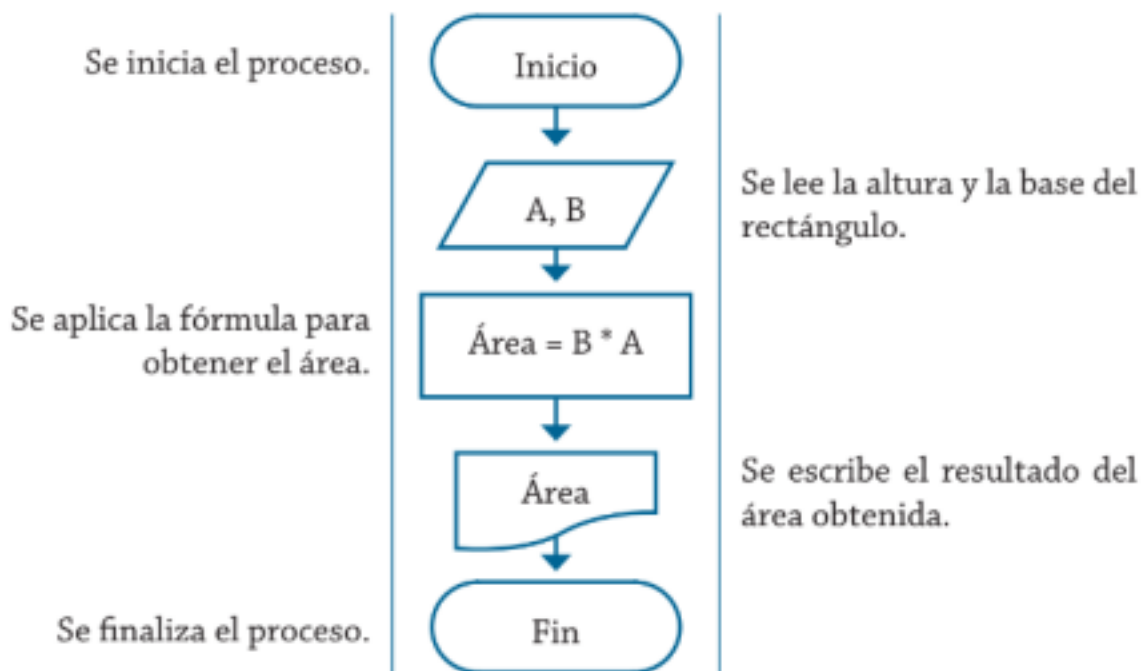 Se inicia el proceso.
Inicio
A, B
Se lee la altura y la base del
rectángulo.
Se aplica la fórmula para
obtener el área.
Área = B * A
Área
Se escribe el resultado del
área obtenida.
Se finaliza el proceso.
Fin